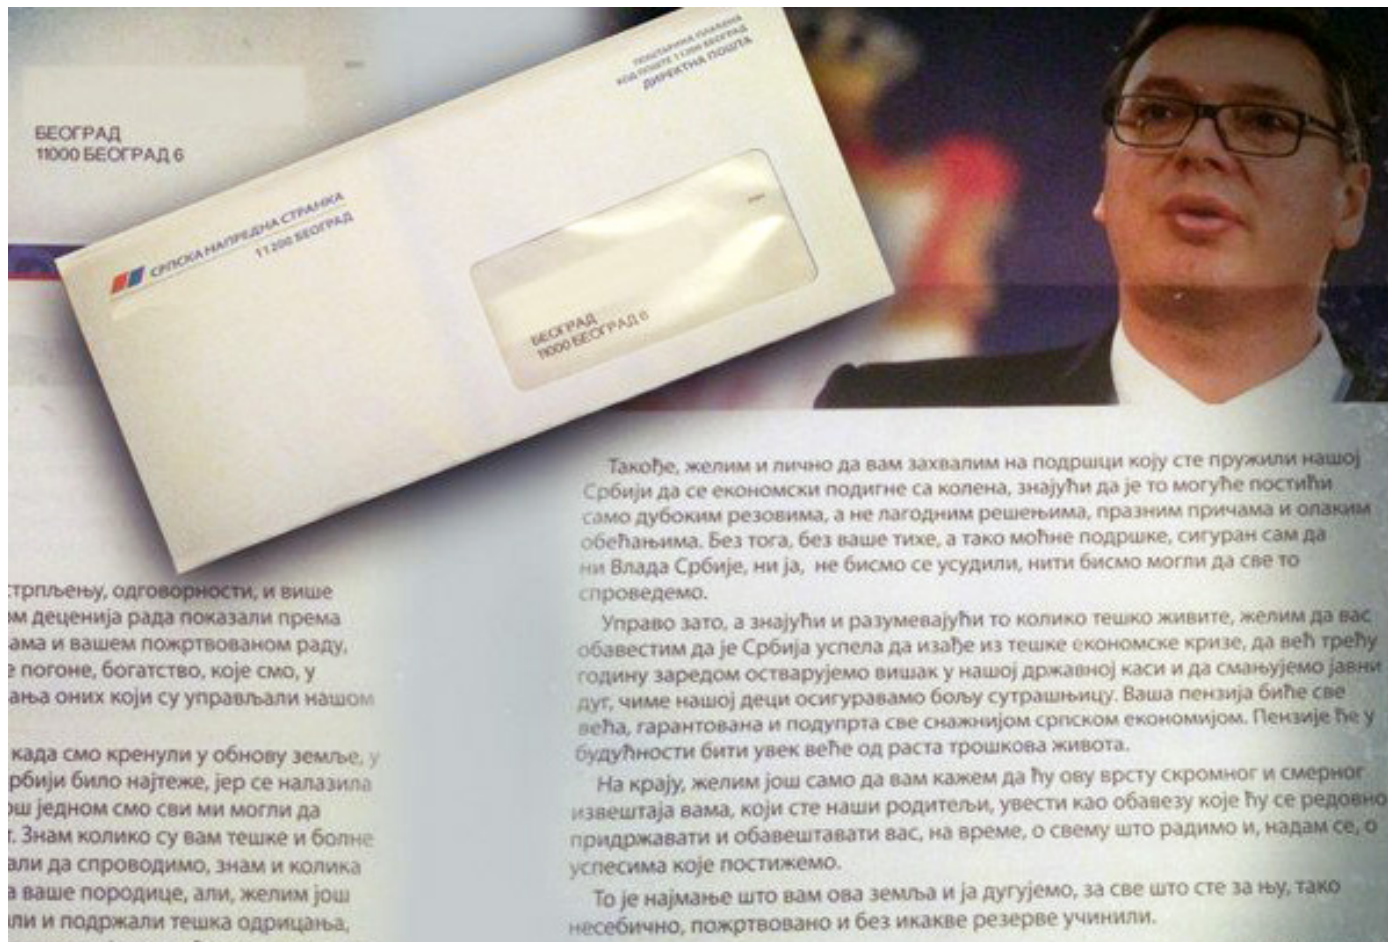 БЕОГРАД
11000 БЕОГРАД 6
ПОШТАРИНА ПЛАЋЕНА
КОД ПОШТЕ 11200 БЕОГРАД
ДИРЕКТНА ПОШТА
СРПСКА НАПРЕДНА СТРАНКА
11200 БЕОГРАД
БЕОГРАД
11000 БЕОГРАД 6
стрпљењу, одговорности, и више
деценија рада показали према
ама и вашем пожртвованом раду,
е погоне, богатство, које смо, у
ања оних који су управљали нашом
када смо кренули у обнову земље, у
рбији било најтеже, јер се налазила
ош једном смо сви ми могли да
т. Знам колико су вам тешке и болне
али да спроводимо, знам и колика
а ваше породице, али, желим још
ли и подржали тешка одрицања,
Такође, желим и лично да вам захвалим на подршци коју сте пружили нашој
Србији да се економски подигне са колена, знајући да је то могуће постићи
само дубоким резовима, а не лагодним решењима, празним причама и опаким
обећањима. Без тога, без ваше тихе, а тако моћне подршке, сигуран сам да
ни Влада Србије, ни ја, не бисмо се усудили, нити бисмо могли да све то
спроведемо.
Управо зато, а знајући и разумевајући то колико тешко живите, желим да вас
обавестим да је Србија успела да изађе из тешке економске кризе, да већ трећу
годину заредом остварујемо вишак у нашој државној каси и да смањујемо јавни
дуг, чиме нашој деци осигуравамо бољу сутрашњицу. Ваша пензија биће све
већа, гарантована и подупрта све снажнијом српском економијом. Пензије ће у
будућности бити увек веће од раста трошкова живота.
На крају, желим још само да вам кажем да ћу ову врсту скромног и смерног
извештаја вама, који сте наши родитељи, увести као обавезу које ћу се редовно
придржавати и обавештавати вас, на време, о свему што радимо и, надам се, о
успесима које постижемо.
То је најмање што вам ова земља и ја дугујемо, за све што сте за њу, тако
несебично, пожртвовано и без икакве резерве учинили.